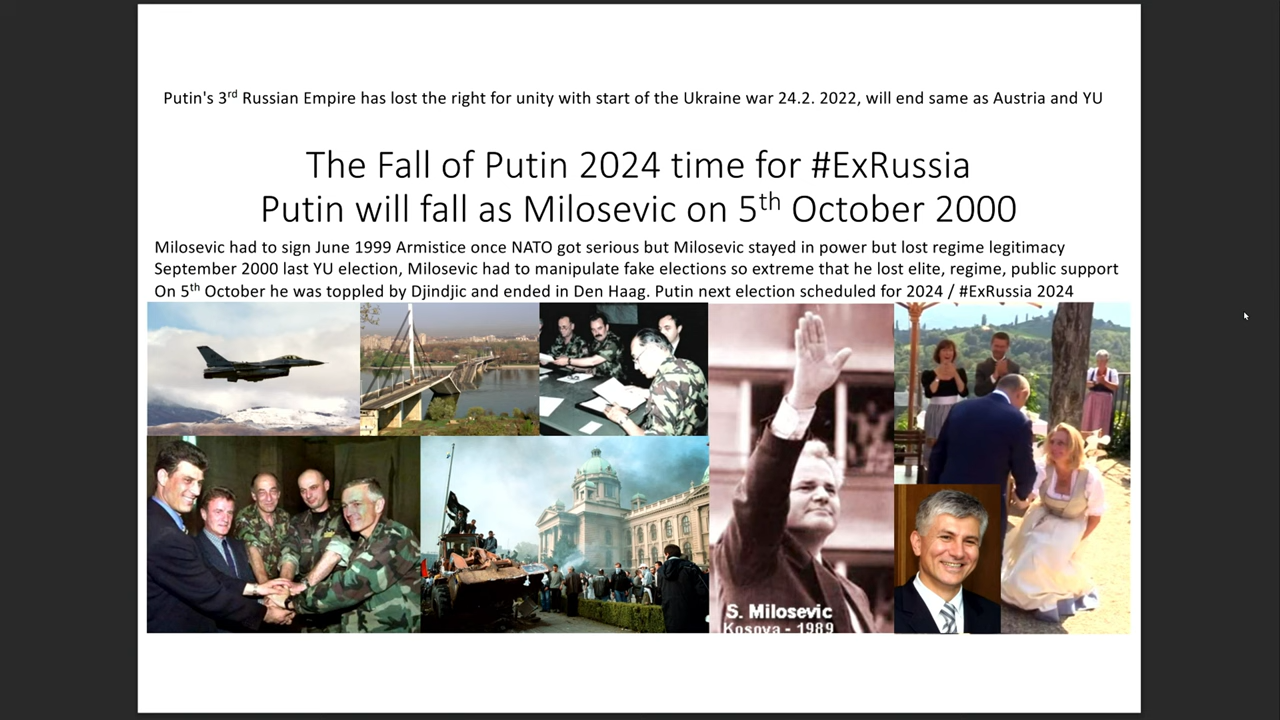 Putin's 3rd Russian Empire has lost the right for unity with start of the Ukraine war 24.2. 2022, will end same as Austria and YU
The Fall of Putin 2024 time for #ExRussia
Putin will fall as Milosevic on 5th October 2000
Milosevic had to sign June 1999 Armistice once NATO got serious but Milosevic stayed in power but lost regime legitimacy
September 2000 last YU election, Milosevic had to manipulate fake elections so extreme that he lost elite, regime, public support
On 5th October he was toppled by Djindjic and ended in Den Haag. Putin next election scheduled for 2024 / #ExRussia 2024
S. Milosevic
Kosova - 1989